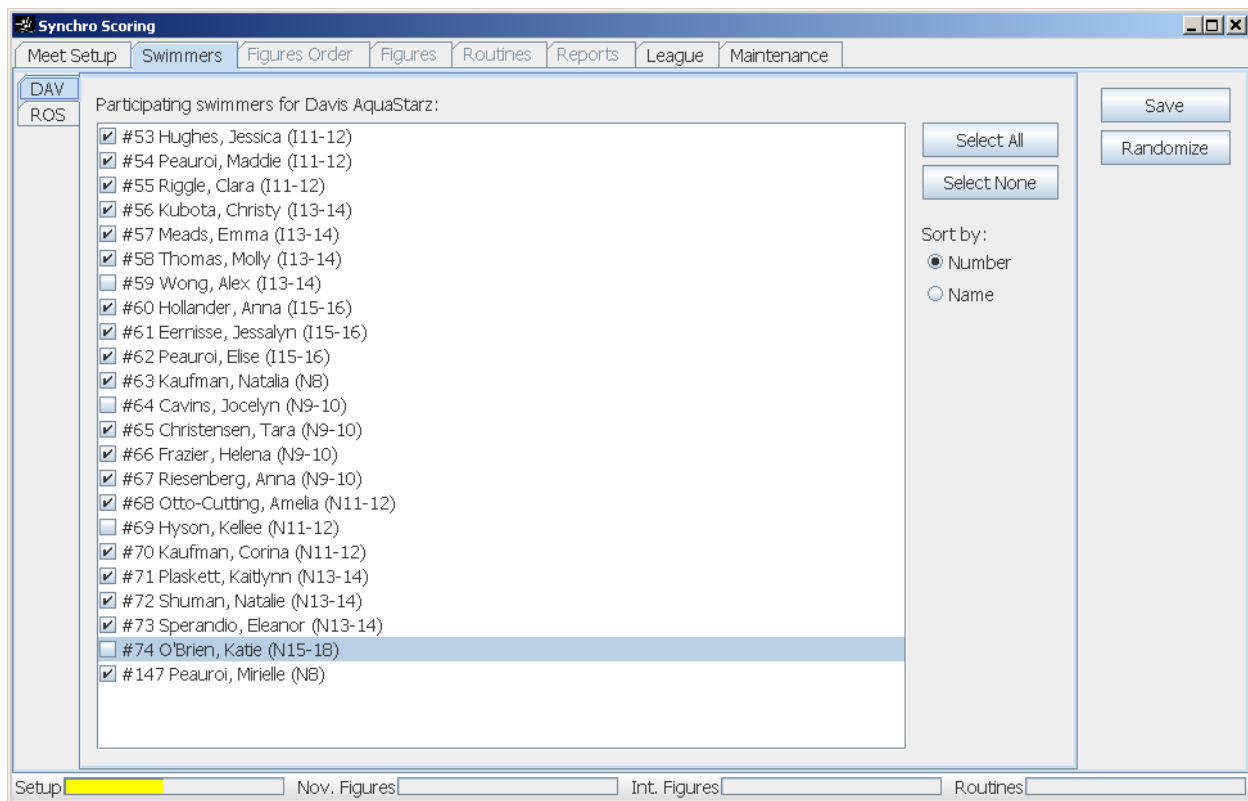 Synchro Scoring
Meet Setup Swimmers Figures Order Figures Routines Reports League Maintenance
DAV
ROS
Participating swimmers for Davis AquaStarz:
#53 Hughes, Jessica (I11-12)
#54 Peauroi, Maddie (I11-12)
#55 Riggle, Clara (I11-12)
#56 Kubota, Christy (I13-14)
#57 Meads, Emma (I13-14)
#58 Thomas, Molly (I13-14)
#59 Wong, Alex (I13-14)
#60 Hollander, Anna (I15-16)
#61 Eernisse, Jessalyn (I15-16)
#62 Peauroi, Elise (I15-16)
#63 Kaufman, Natalia (N8)
#64 Cavins, Jocelyn (N9-10)
#65 Christensen, Tara (N9-10)
#66 Frazier, Helena (N9-10)
#67 Riesenberg, Anna (N9-10)
#68 Otto-Cutting, Amelia (N11-12)
#69 Hyson, Kellee (N11-12)
#70 Kaufman, Corina (N11-12)
#71 Plaskett, Kaitlynn (N13-14)
#72 Shuman, Natalie (N13-14)
#73 Sperandio, Eleanor (N13-14)
#74 O'Brien, Katie (N15-18)
#147 Peauroi, Mirielle (N8)
Select All
Select None
Sort by:
Number
Name
Save
Randomize
Setup Nov. Figures Int. Figures Routines